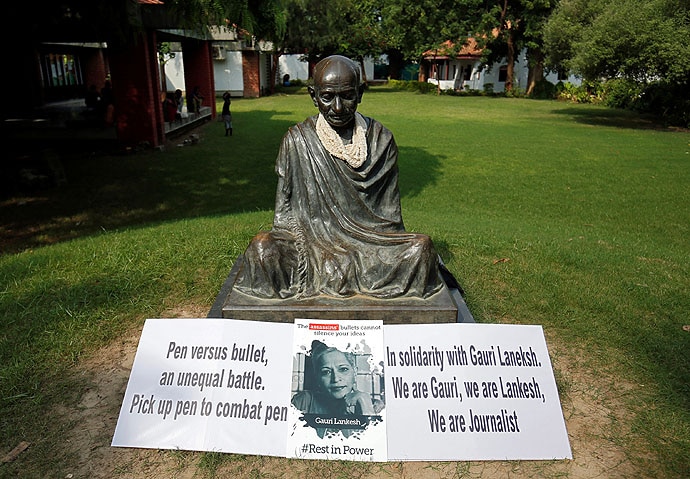 Pen versus bullet,
an unequal battle.
Pick up pen to combat pen
The assassins' bullets cannot
silence your ideas
Gauri Lankesh
#Rest in Power
In solidarity with Gauri Laneksh.
We are Gauri, we are Lankesh,
We are Journalist